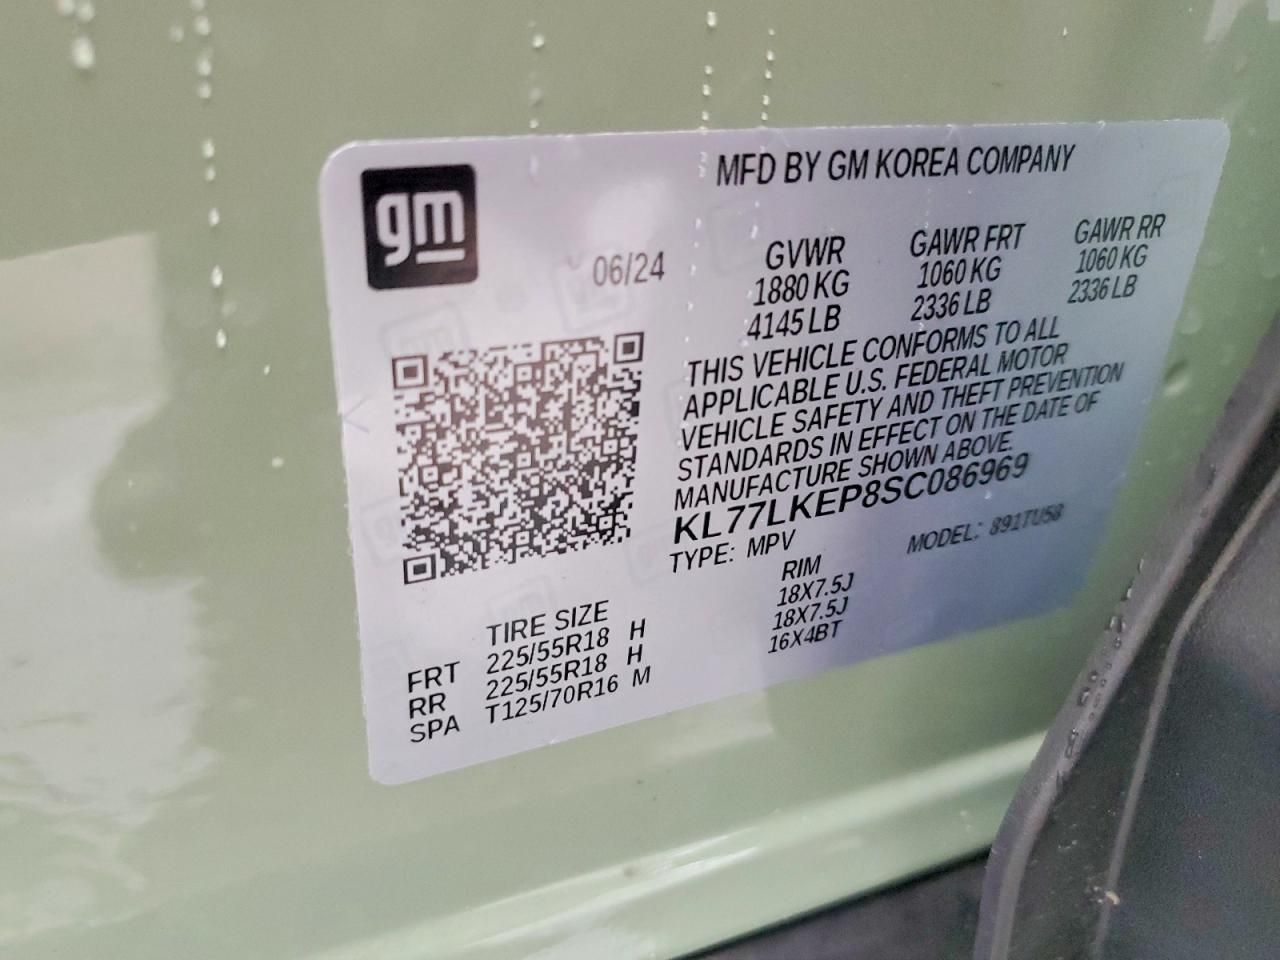 gm
MFD BY GM KOREA COMPANY
06/24
GVWR GAWR FRT GAWR RR
1880 KG 1060 KG 1060 KG
4145 LB 2336 LB 2336 LB
THIS VEHICLE CONFORMS TO ALL
APPLICABLE U.S. FEDERAL MOTOR
VEHICLE SAFETY AND THEFT PREVENTION
STANDARDS IN EFFECT ON THE DATE OF
MANUFACTURE SHOWN ABOVE.
KL77LKEP8SC086969
TYPE: MPV MODEL: 891TU58
TIRE SIZE RIM
FRT 225/55R18 H 18X7.5J
RR 225/55R18 H 18X7.5J
SPA T125/70R16 M 16X4BT